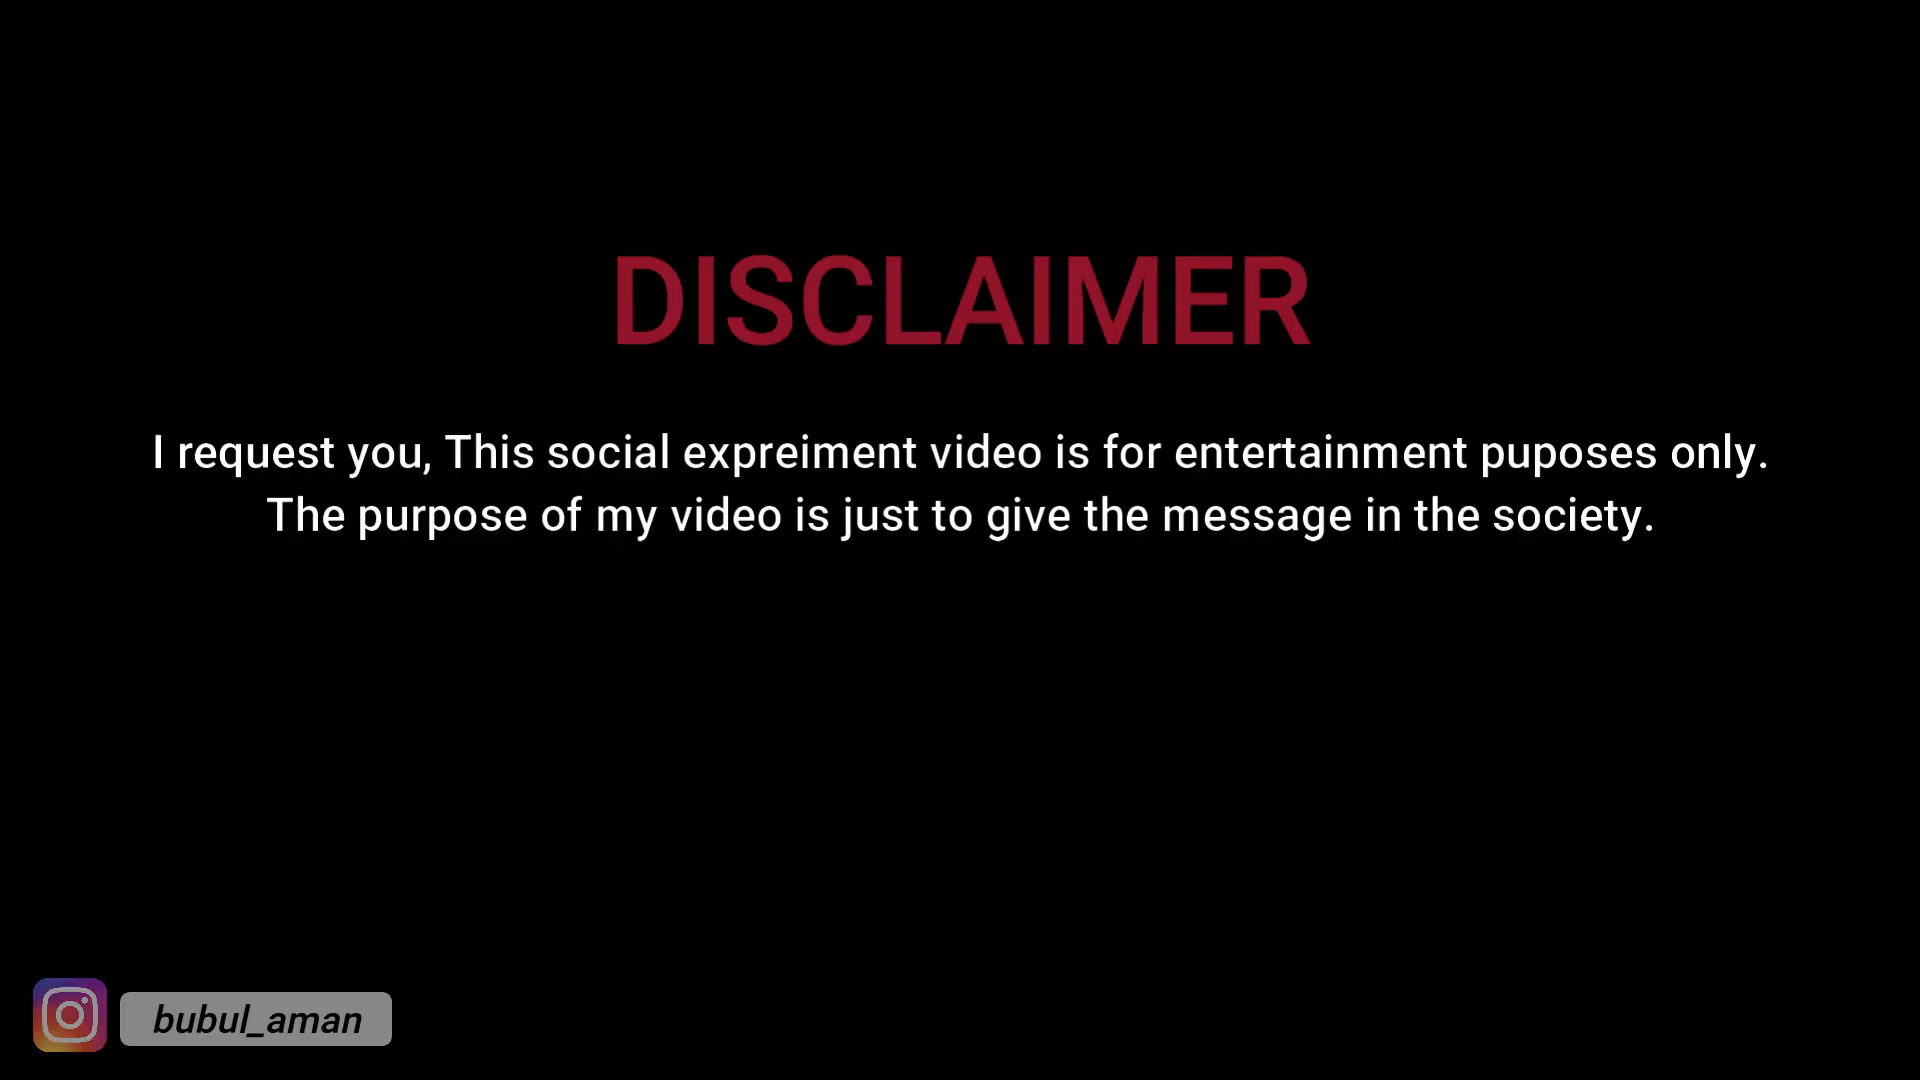 DISCLAIMER
I request you, This social expreiment video is for entertainment puposes only.
The purpose of my video is just to give the message in the society.
bubul_aman